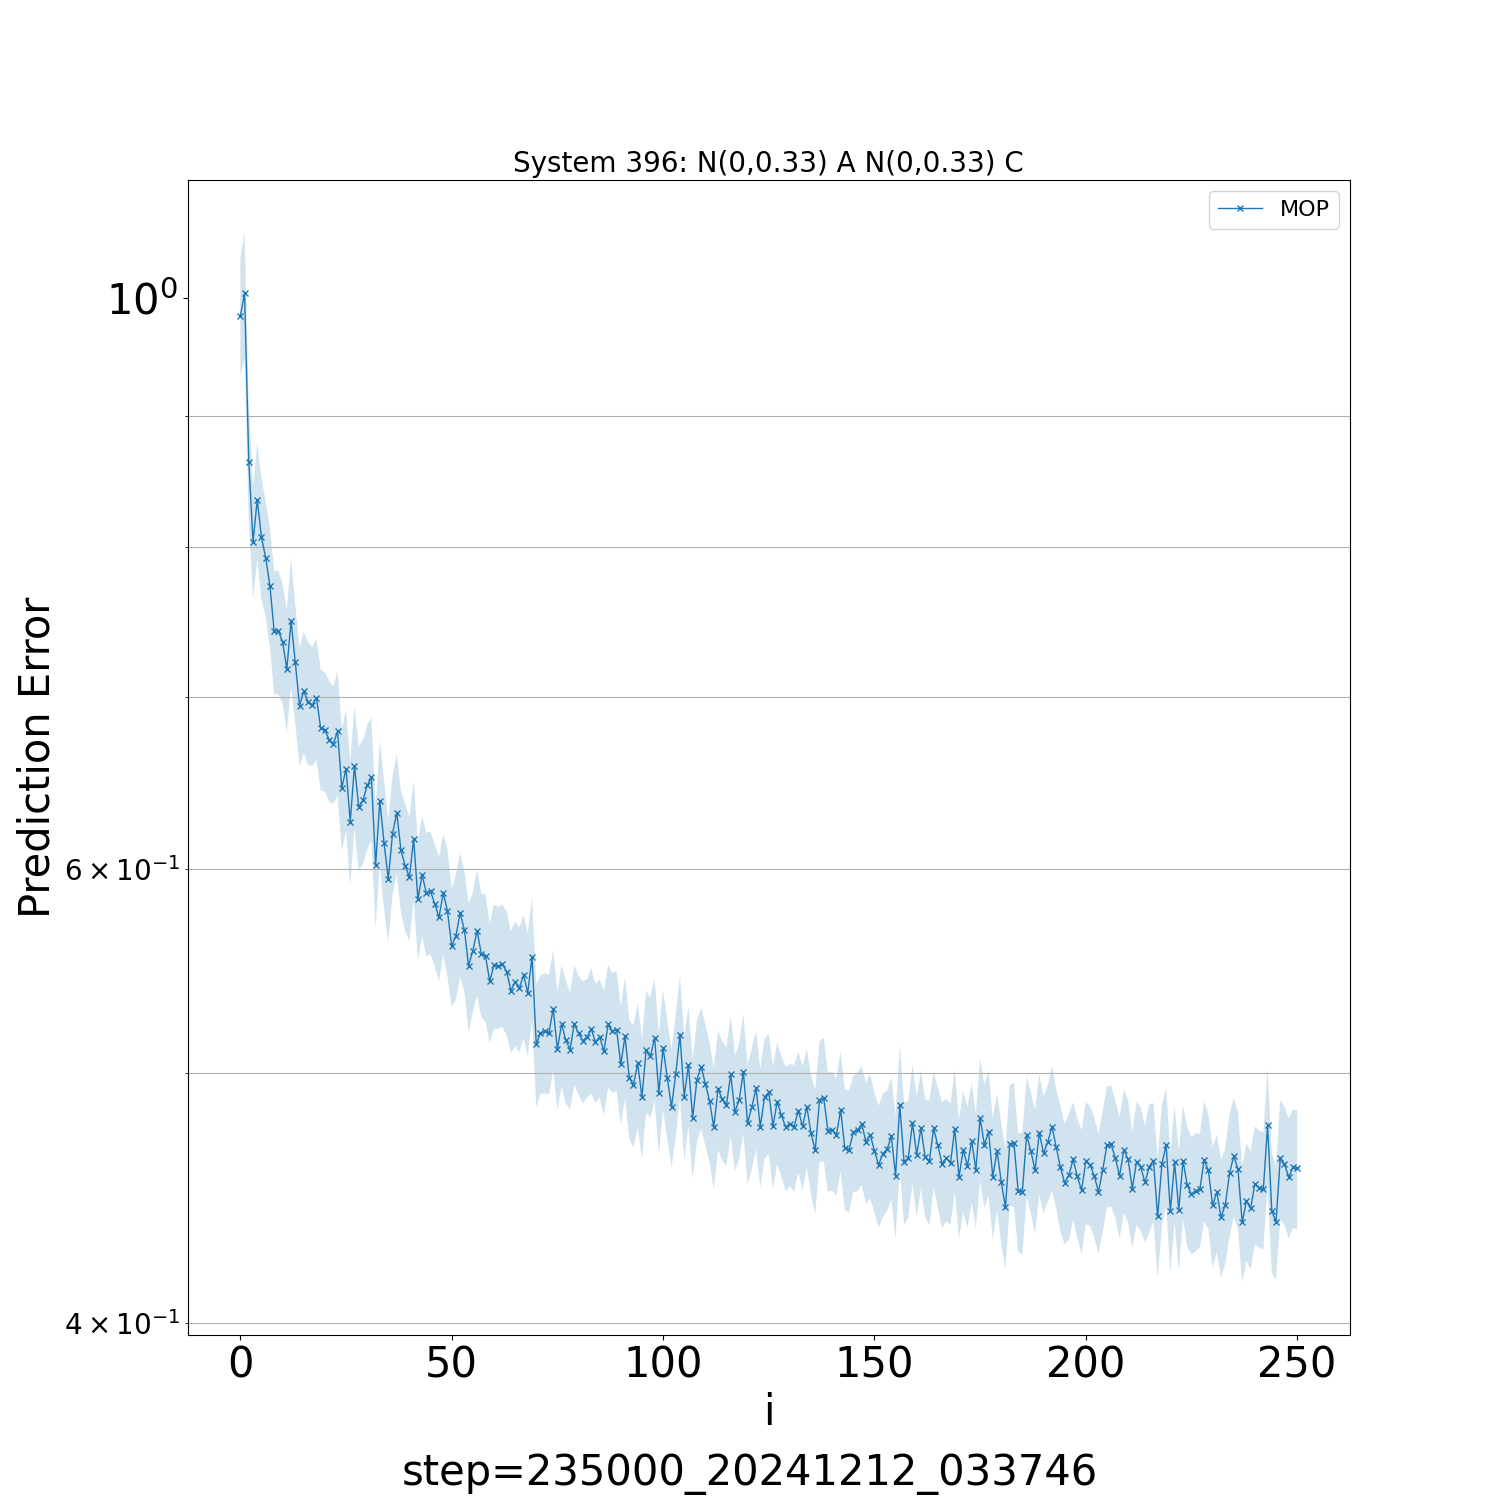 System 396: N(0,0.33) A N(0,0.33) C
MOP
10⁰
6 × 10⁻¹
4 × 10⁻¹
Prediction Error
0 50 100 150 200 250
i
step=235000_20241212_033746